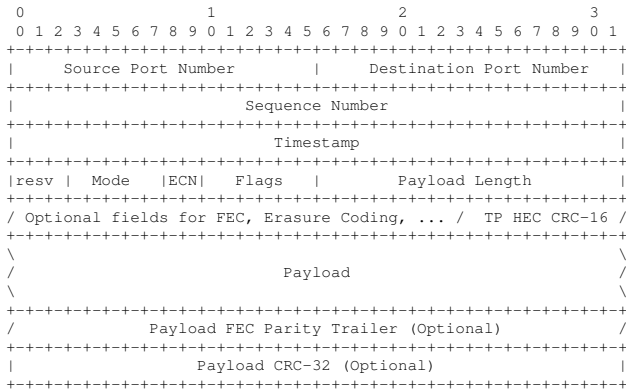 0 1 2 3
0 1 2 3 4 5 6 7 8 9 0 1 2 3 4 5 6 7 8 9 0 1 2 3 4 5 6 7 8 9 0 1
+-+-+-+-+-+-+-+-+-+-+-+-+-+-+-+-+-+-+-+-+-+-+-+-+-+-+-+-+-+-+-+-+
| Source Port Number | Destination Port Number |
+-+-+-+-+-+-+-+-+-+-+-+-+-+-+-+-+-+-+-+-+-+-+-+-+-+-+-+-+-+-+-+-+
| Sequence Number |
+-+-+-+-+-+-+-+-+-+-+-+-+-+-+-+-+-+-+-+-+-+-+-+-+-+-+-+-+-+-+-+-+
| Timestamp |
+-+-+-+-+-+-+-+-+-+-+-+-+-+-+-+-+-+-+-+-+-+-+-+-+-+-+-+-+-+-+-+-+
|resv | Mode |ECN| Flags | Payload Length |
+-+-+-+-+-+-+-+-+-+-+-+-+-+-+-+-+-+-+-+-+-+-+-+-+-+-+-+-+-+-+-+-+
/ Optional fields for FEC, Erasure Coding, ... / TP HEC CRC-16 /
+-+-+-+-+-+-+-+-+-+-+-+-+-+-+-+-+-+-+-+-+-+-+-+-+-+-+-+-+-+-+-+-+
\ \
/ Payload /
\ \
+-+-+-+-+-+-+-+-+-+-+-+-+-+-+-+-+-+-+-+-+-+-+-+-+-+-+-+-+-+-+-+-+
/ Payload FEC Parity Trailer (Optional) /
+-+-+-+-+-+-+-+-+-+-+-+-+-+-+-+-+-+-+-+-+-+-+-+-+-+-+-+-+-+-+-+-+
| Payload CRC-32 (Optional) |
+-+-+-+-+-+-+-+-+-+-+-+-+-+-+-+-+-+-+-+-+-+-+-+-+-+-+-+-+-+-+-+-+